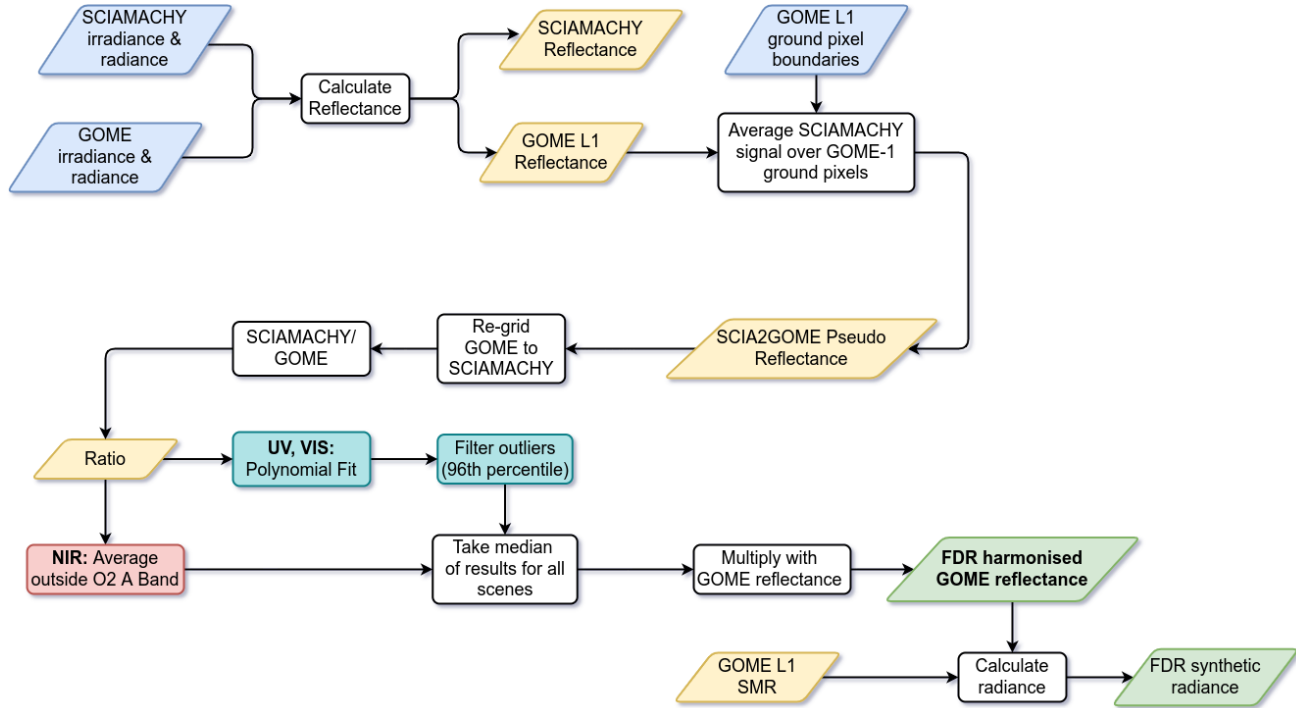 SCIAMACHY
irradiance &
radiance
SCIAMACHY
Reflectance
GOME L1
ground pixel
boundaries
Calculate
Reflectance
GOME
irradiance &
radiance
GOME L1
Reflectance
Average SCIAMACHY
signal over GOME-1
ground pixels
SCIAMACHY/
GOME
Re-grid
GOME to
SCIAMACHY
SCIA2GOME Pseudo
Reflectance
Ratio
UV, VIS:
Polynomial Fit
Filter outliers
(96th percentile)
NIR: Average
outside O2 A Band
Take median
of results for all
scenes
Multiply with
GOME reflectance
FDR harmonised
GOME reflectance
GOME L1
SMR
Calculate
radiance
FDR synthetic
radiance